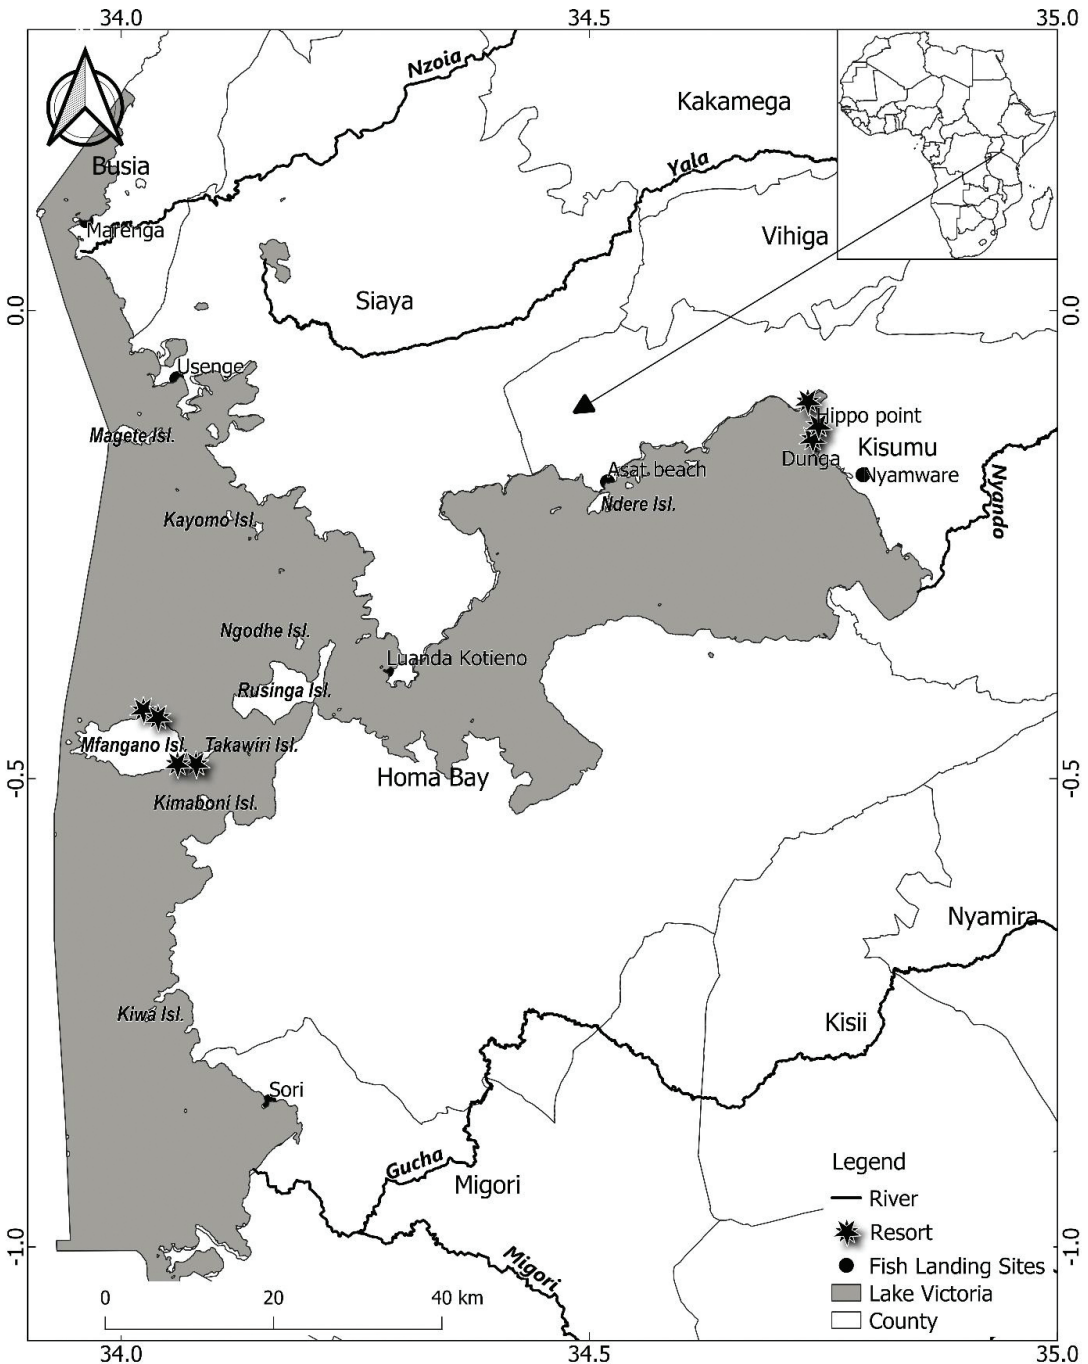 34.0
34.5
35.0
Nzoia
Kakamega
Busia
Yala
Marenga
Vihiga
Siaya
0.0
0.0
Usenge
Hippo point
Magete Isl.
Kisumu
Dunga
Asat beach
Nyamware
Ndere Isl.
Nyando
Kayomo Isl.
Ngodhe Isl.
Luanda Kotieno
Rusinga Isl.
Mfangano Isl.
Takawiri Isl.
Homa Bay
-0.5
-0.5
Kimaboni Isl.
Nyamira
Kiwa Isl.
Kisii
Sori
Gucha
Migori
Legend
River
Resort
Fish Landing Sites
Lake Victoria
County
-1.0
-1.0
Migori
0 20 40 km
34.0
34.5
35.0